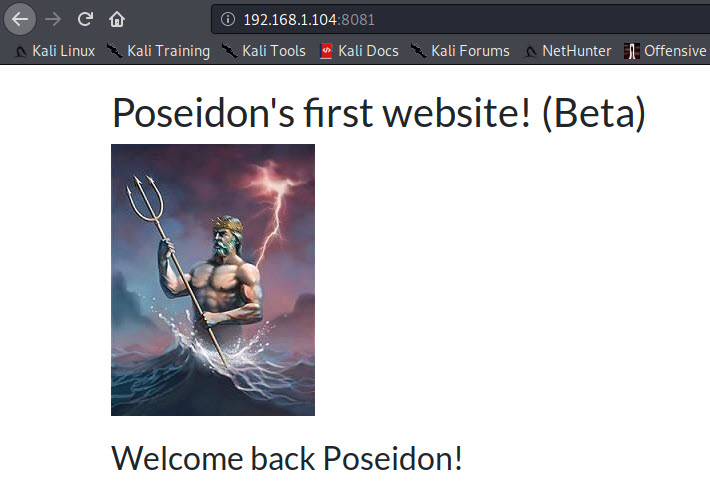 192.168.1.104:8081
Kali Linux Kali Training Kali Tools Kali Docs Kali Forums NetHunter Offensive
Poseidon's first website! (Beta)
Welcome back Poseidon!